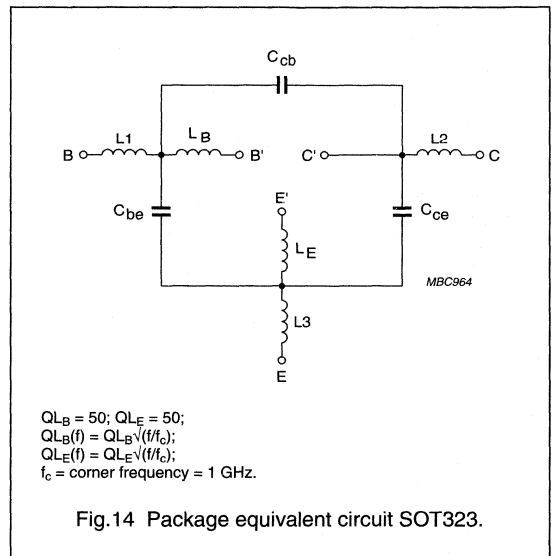 Ccb
L1
LB
L2
B
B'
C'
C
Cbe
E'
Cce
LE
MBC964
L3
E
QLB = 50; QLE = 50;
QLB(f) = QLB√(f/fc);
QLE(f) = QLE√(f/fc);
fc = corner frequency = 1 GHz.
Fig.14 Package equivalent circuit SOT323.